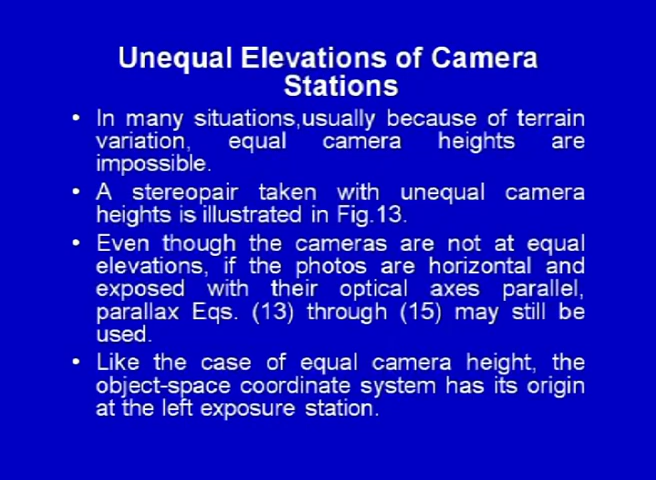 Unequal Elevations of Camera
Stations
• In many situations,usually because of terrain
variation, equal camera heights are
impossible.
• A stereopair taken with unequal camera
heights is illustrated in Fig.13.
• Even though the cameras are not at equal
elevations, if the photos are horizontal and
exposed with their optical axes parallel,
parallax Eqs. (13) through (15) may still be
used.
• Like the case of equal camera height, the
object-space coordinate system has its origin
at the left exposure station.